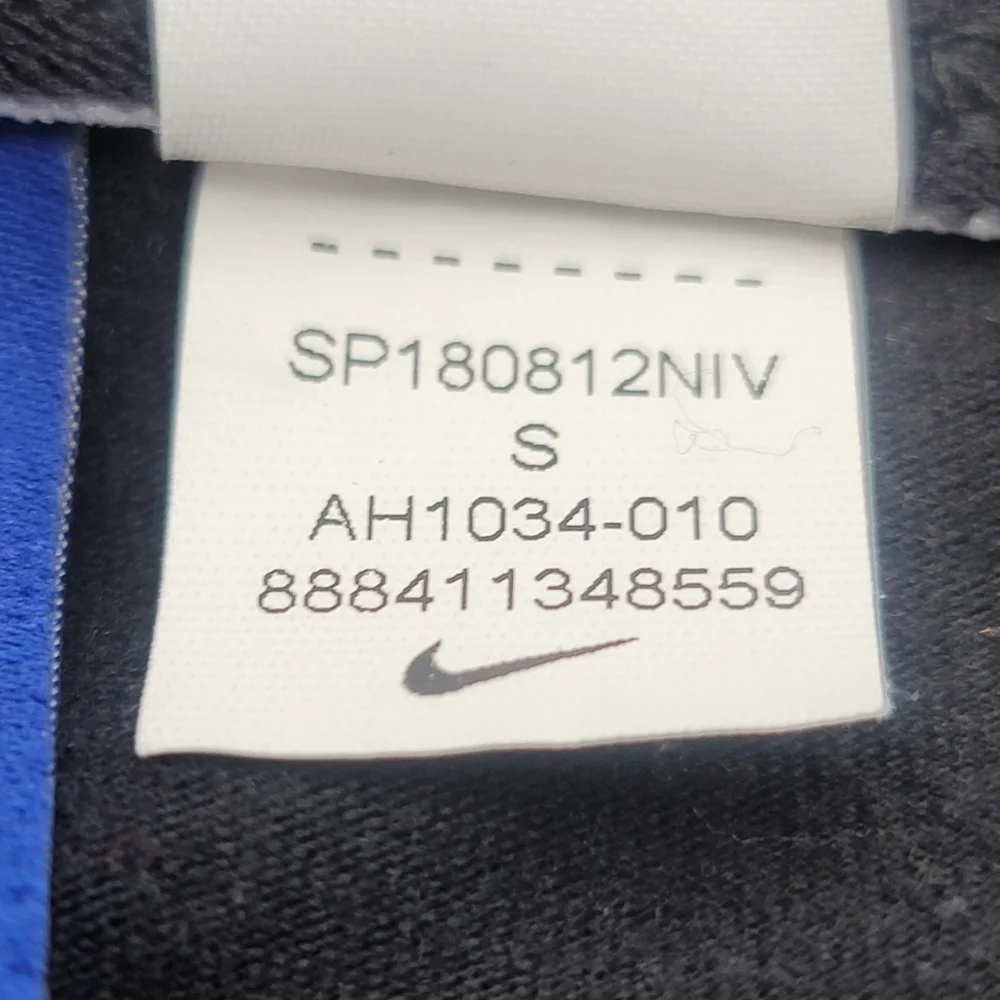 - - - - - - - -
SP180812NIV
S
AH1034-010
888411348559